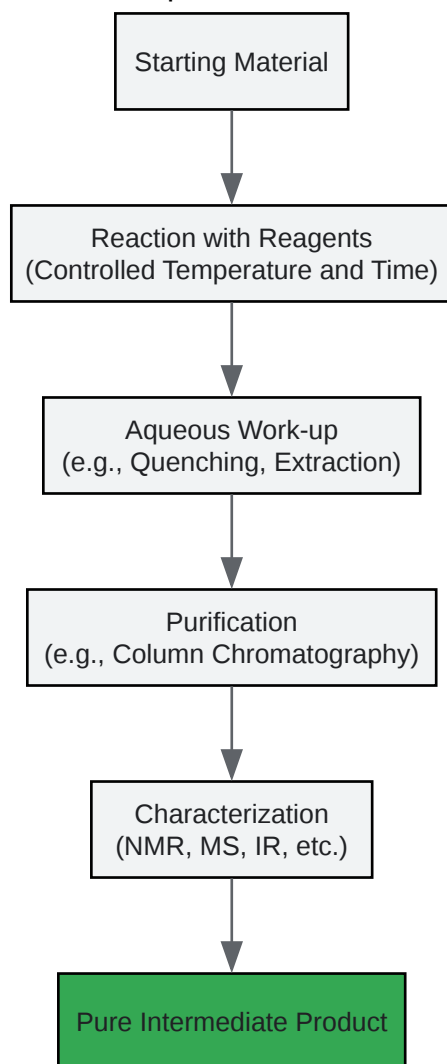 Starting Material
Reaction with Reagents
(Controlled Temperature and Time)
Aqueous Work-up
(e.g., Quenching, Extraction)
Purification
(e.g., Column Chromatography)
Characterization
(NMR, MS, IR, etc.)
Pure Intermediate Product